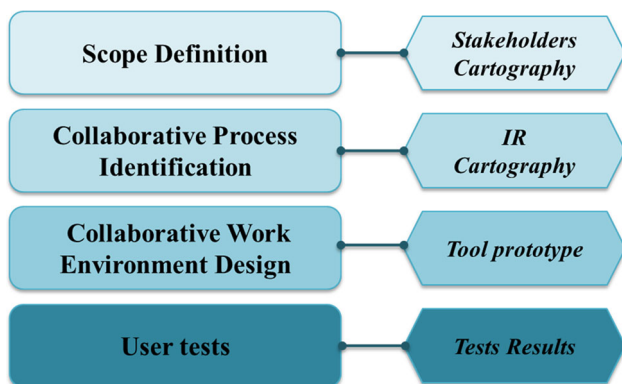 Scope Definition
Stakeholders
Cartography
Collaborative Process
Identification
IR
Cartography
Collaborative Work
Environment Design
Tool prototype
User tests
Tests Results